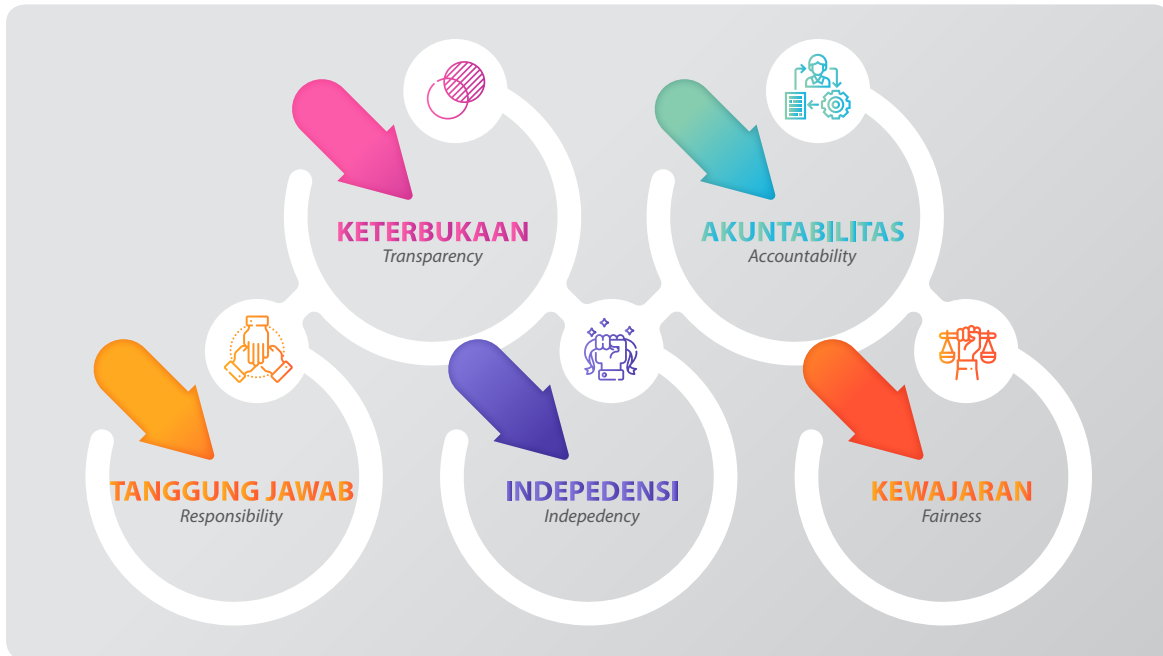 KETERBUKAAN
Transparency
AKUNTABILITAS
Accountability
TANGGUNG JAWAB
Responsibility
INDEPEDENSI
Indepedency
KEWAJARAN
Fairness